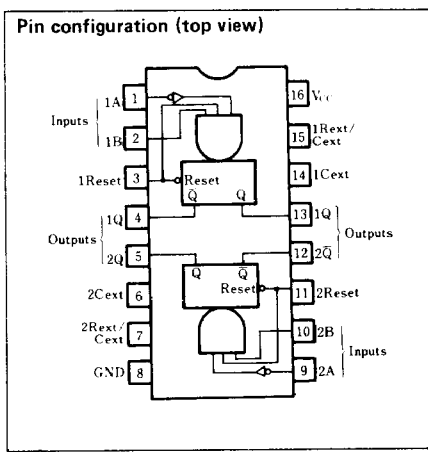 Pin configuration (top view)
1A 1
Inputs
1B 2
1Reset 3
1Q 4
Outputs
2Q 5
2Cext 6
2Rext/
Cext 7
GND 8
16 Vcc
15 1Rext/
Cext
14 1Cext
13 1Q
Outputs
12 2Q̅
11 2Reset
10 2B
Inputs
9 2A
Reset
Q̅ Q
Q Q̅
Reset